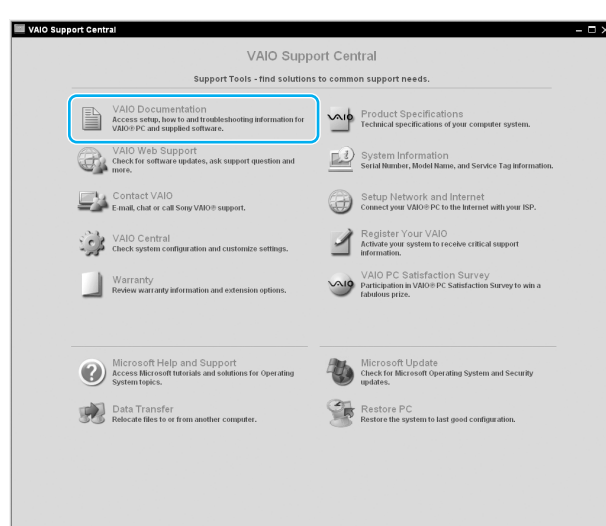 VAIO Support Central
VAIO Support Central
Support Tools - find solutions to common support needs.
VAIO Documentation
Access setup, how to and troubleshooting information for
VAIO® PC and supplied software.
VAIO Web Support
Check for software updates, ask support question and
more.
Contact VAIO
E-mail, chat or call Sony VAIO® support.
VAIO Central
Check system configuration and customize settings.
Warranty
Review warranty information and extension options.
VAIO
Product Specifications
Technical specifications of your computer system.
System Information
Serial Number, Model Name, and Service Tag Information.
Setup Network and Internet
Connect your VAIO® PC to the Internet with your ISP.
Register Your VAIO
Activate your system to receive critical support
information.
VAIO
VAIO PC Satisfaction Survey
Participation in VAIO® PC Satisfaction Survey to win a
fabulous prize.
Microsoft Help and Support
Access Microsoft tutorials and solutions for Operating
System topics.
Data Transfer
Relocate files to or from another computer.
Microsoft Update
Check for Microsoft Operating System and Security
updates.
Restore PC
Restore the system to last good configuration.